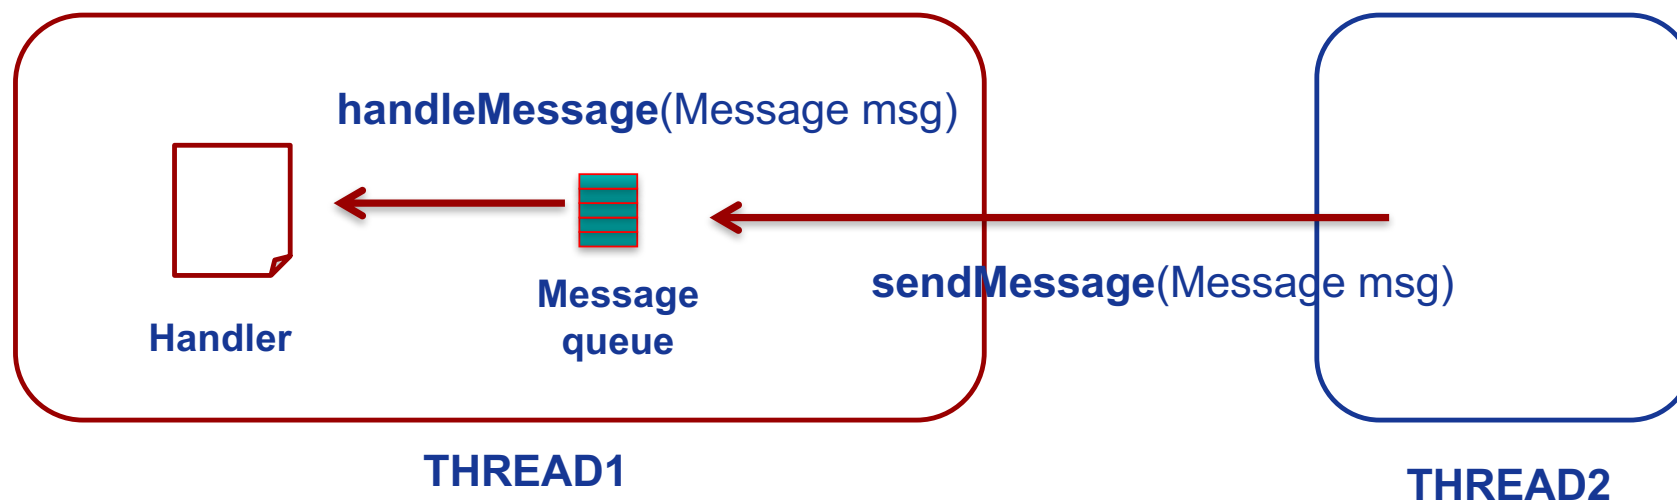 handleMessage(Message msg)
sendMessage(Message msg)
Message
queue
Handler
THREAD1
THREAD2